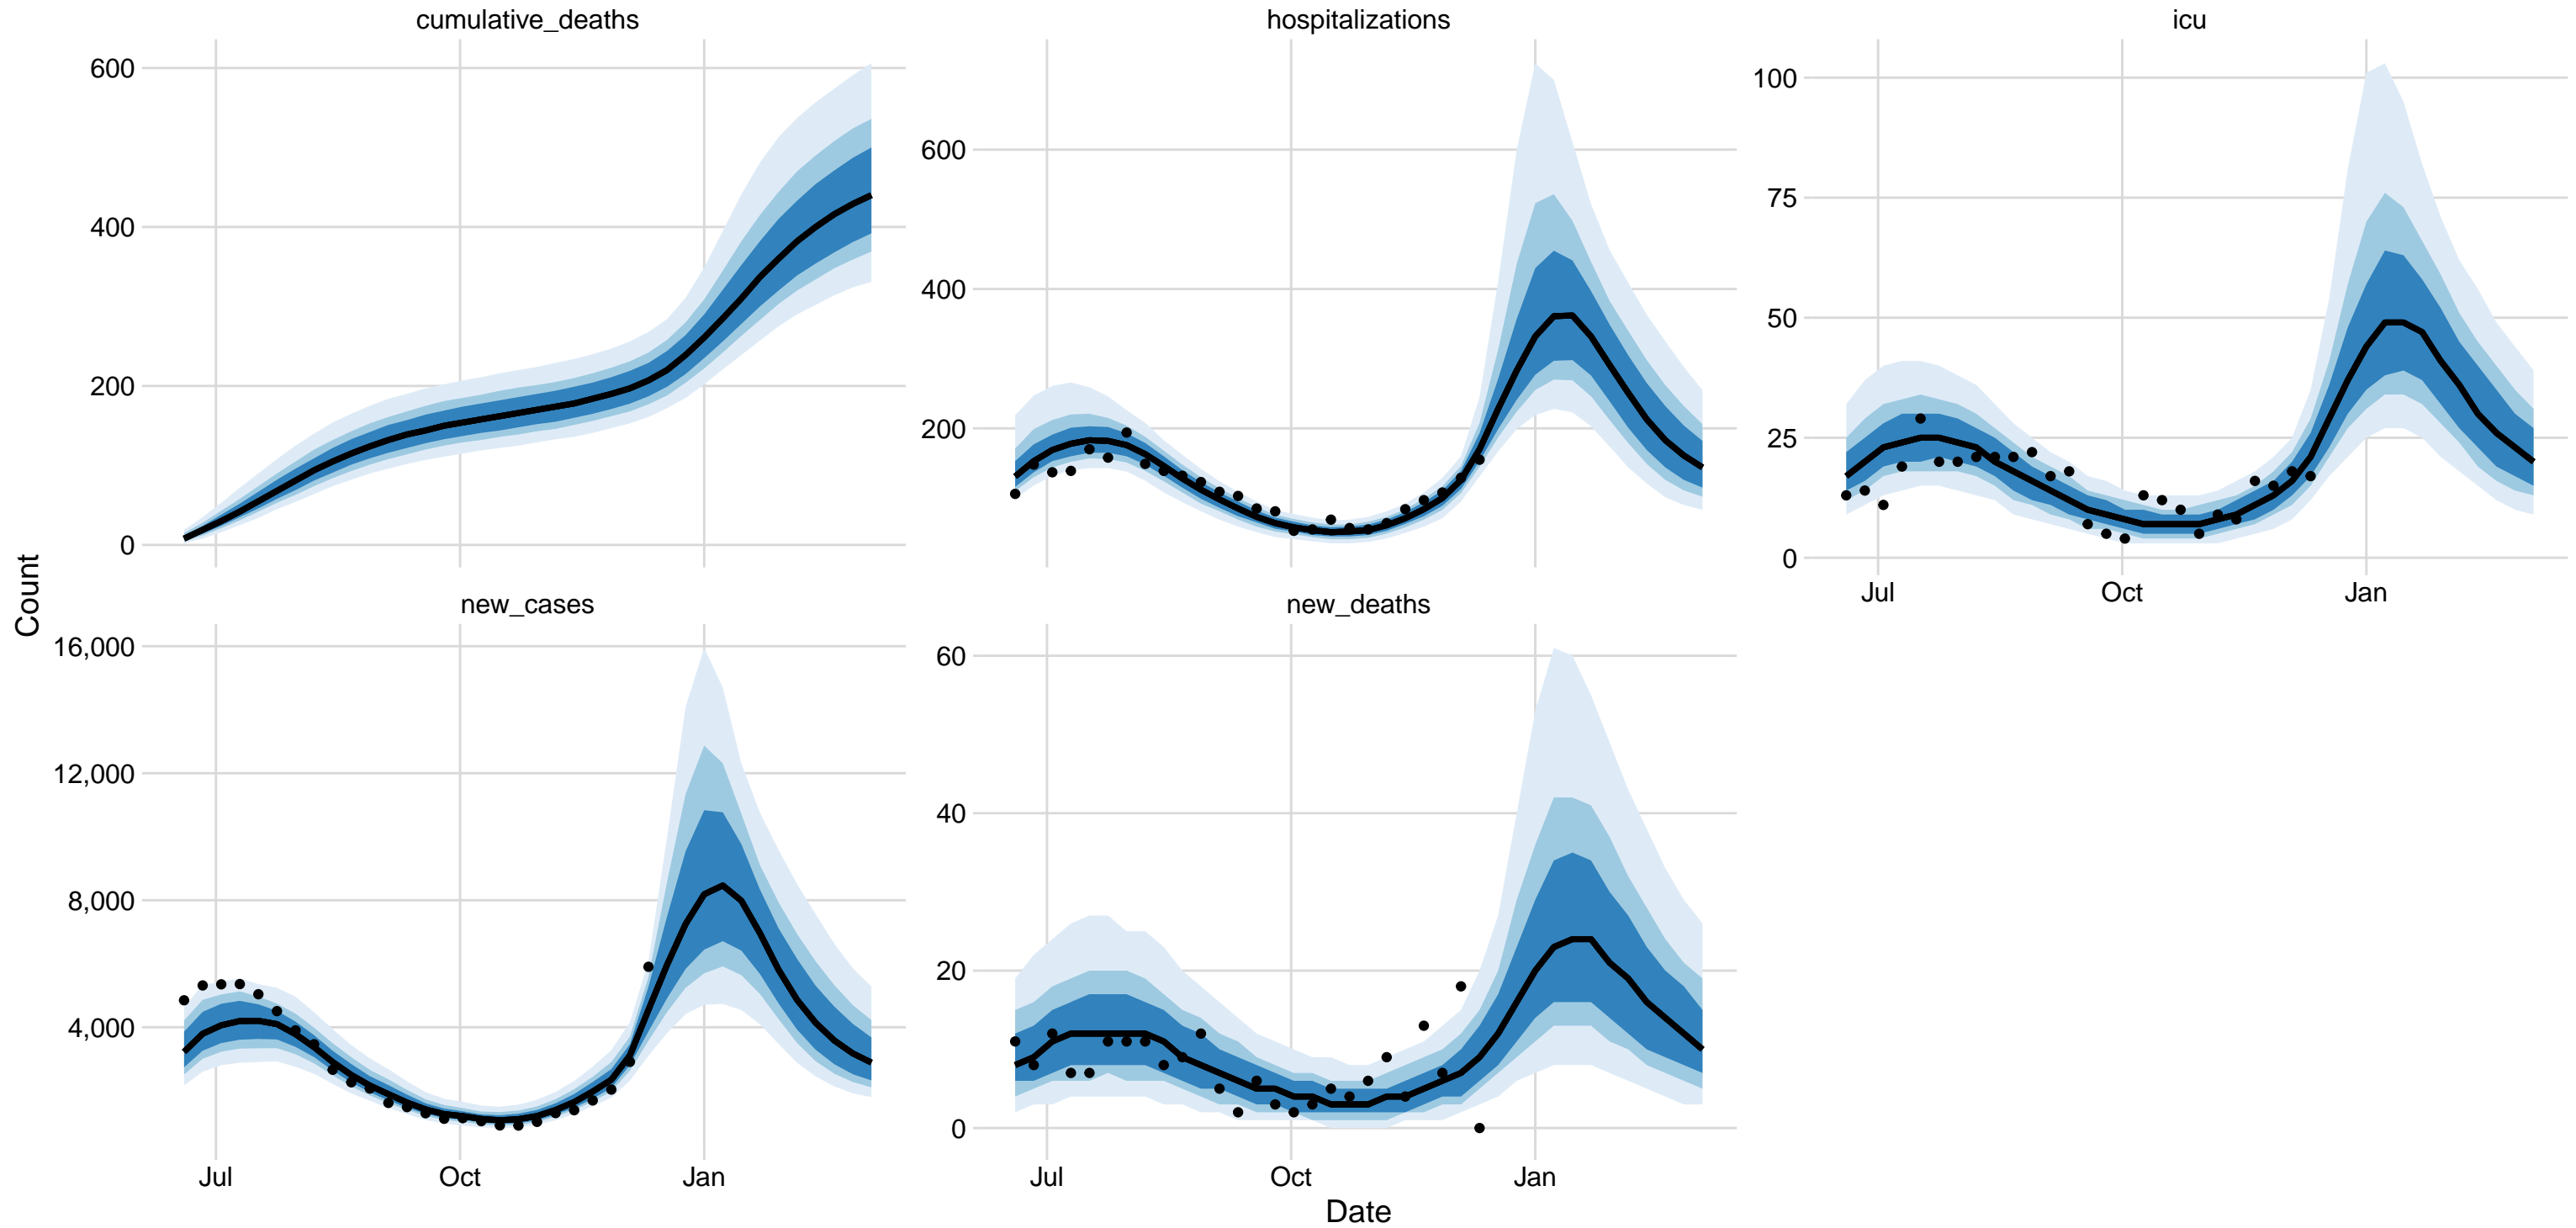 cumulative_deaths
hospitalizations
icu
600
400
200
0
600
400
200
100
75
50
25
0
Jul
Oct
Jan
Count
new_cases
new_deaths
16,000
12,000
8,000
4,000
60
40
20
0
Jul
Oct
Jan
Jul
Oct
Jan
Date